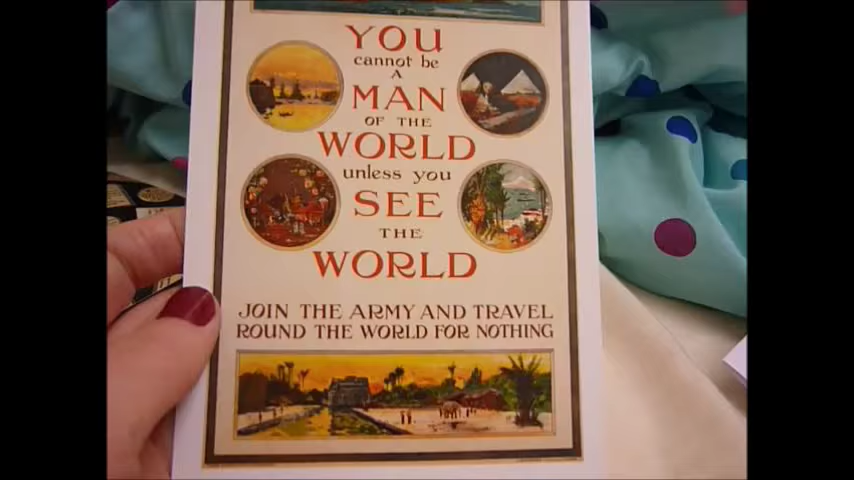 YOU
cannot be
A
MAN
OF THE
WORLD
unless you
SEE
THE
WORLD
JOIN THE ARMY AND TRAVEL
ROUND THE WORLD FOR NOTHING